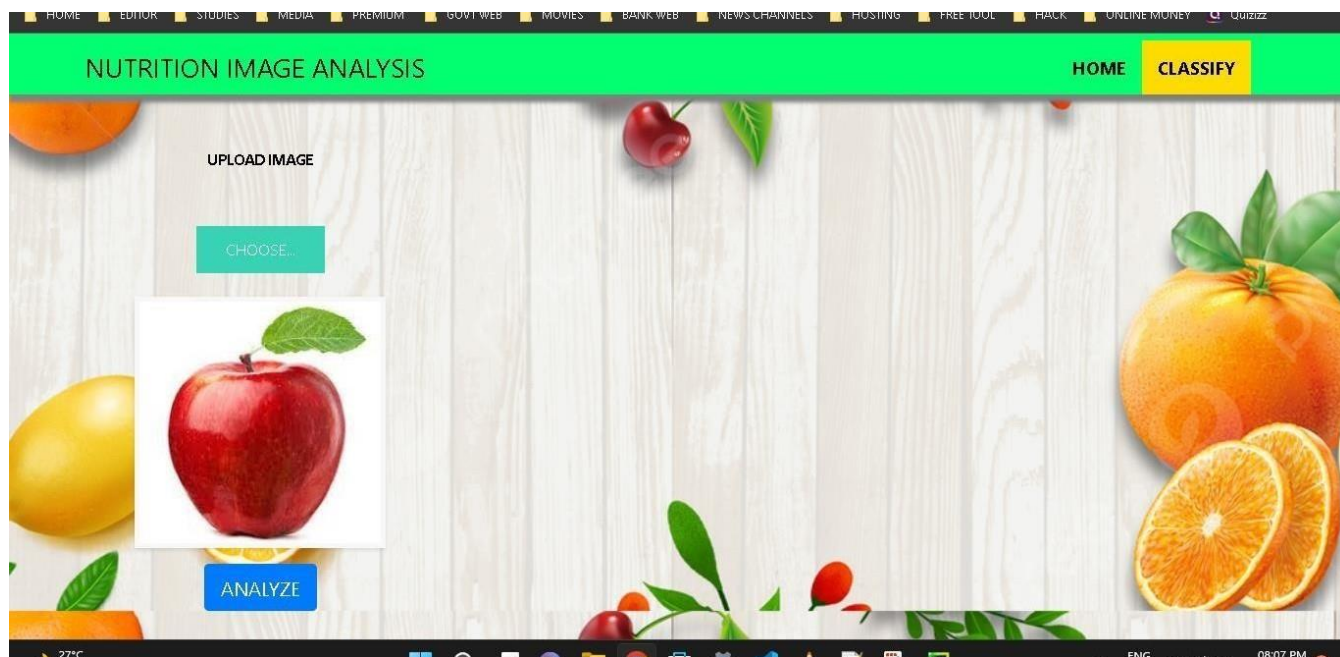 HOME EDITOR STUDIES MEDIA PREMIUM GOVT WEB MOVIES BANK WEB NEWS CHANNELS HOSTING FREE TOOL HACK ONLINE MONEY Quizizz
NUTRITION IMAGE ANALYSIS HOME CLASSIFY
UPLOAD IMAGE
CHOOSE...
ANALYZE
27°C ENG 08:07 PM